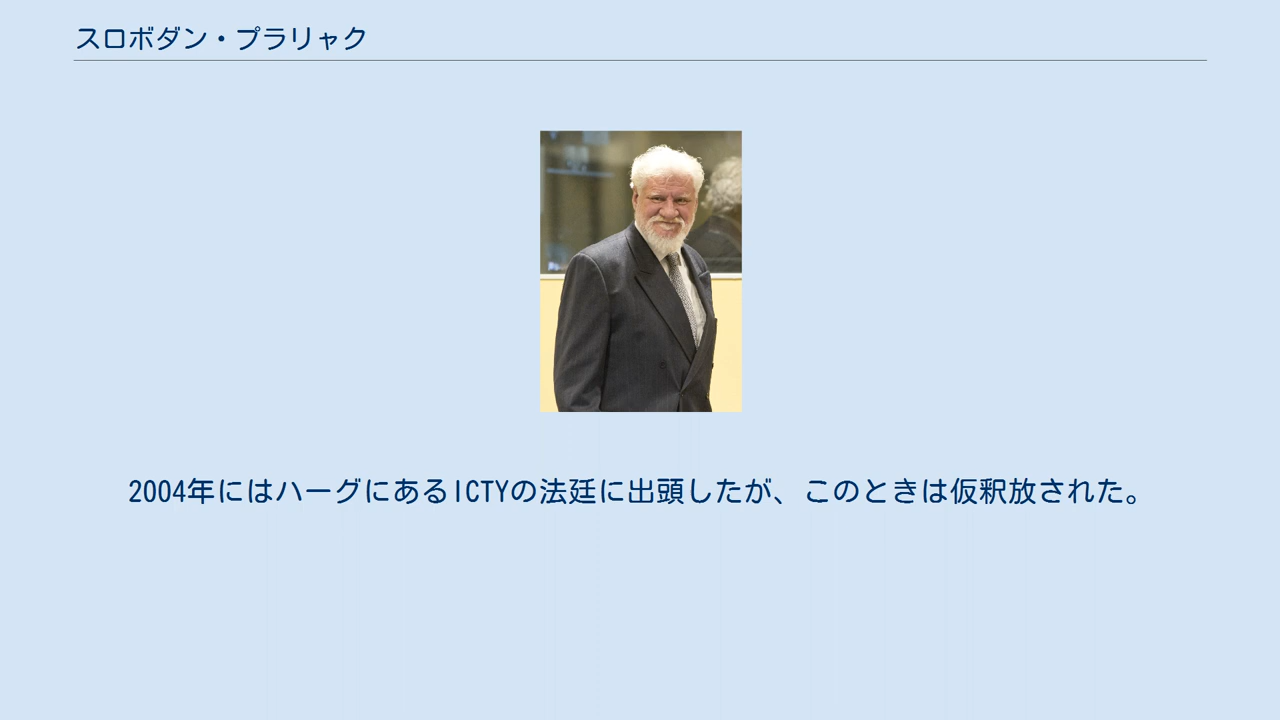 スロボダン・プラリャク
2004年にはハーグにあるICTYの法廷に出頭したが、このときは仮釈放された。